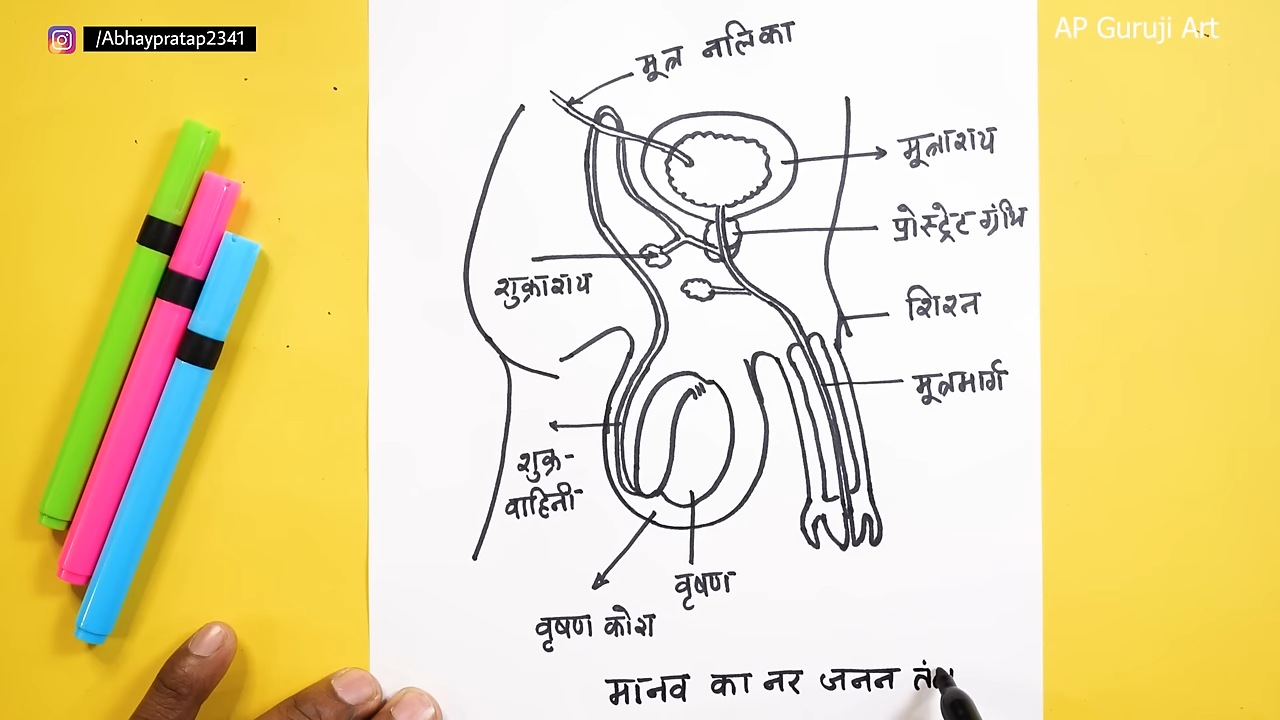 /Abhaypratap2341
AP Guruji Art
मूत्र नलिका
मूत्राशय
प्रोस्ट्रेट ग्रंथि
शुक्राशय
शिश्न
मूत्रमार्ग
शुक्र-
वाहिनी
वृषण
वृषण कोश
मानव का नर जनन